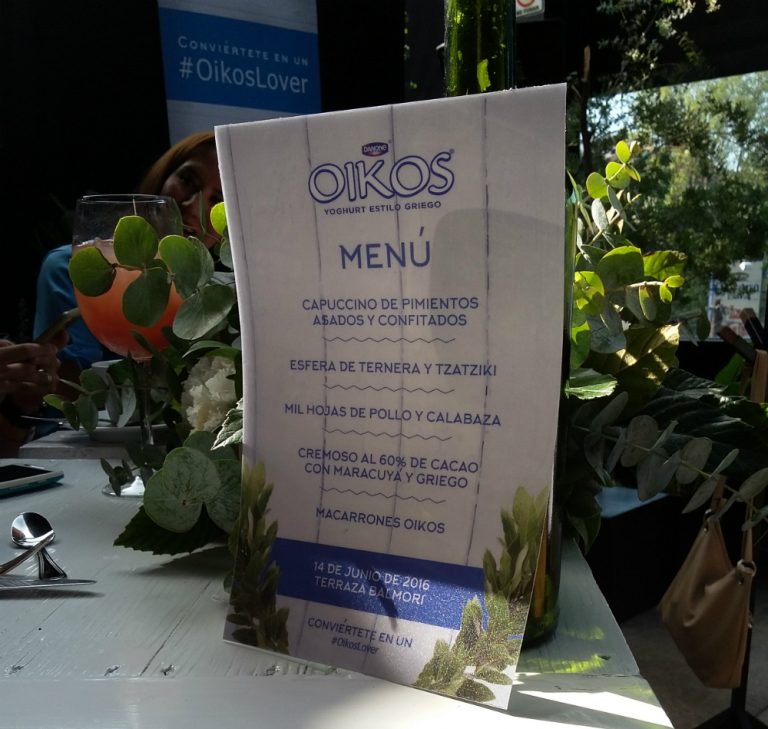 CONVIÉRTETE EN UN
#OikosLover
DANONE
OIKOS®
YOGHURT ESTILO GRIEGO
MENÚ
CAPUCCINO DE PIMIENTOS
ASADOS Y CONFITADOS
ESFERA DE TERNERA Y TZATZIKI
MIL HOJAS DE POLLO Y CALABAZA
CREMOSO AL 60% DE CACAO
CON MARACUYÁ Y GRIEGO
MACARRONES OIKOS
14 DE JUNIO DE 2016
TERRAZA BALMORÍ
CONVIÉRTETE EN UN
#OikosLover